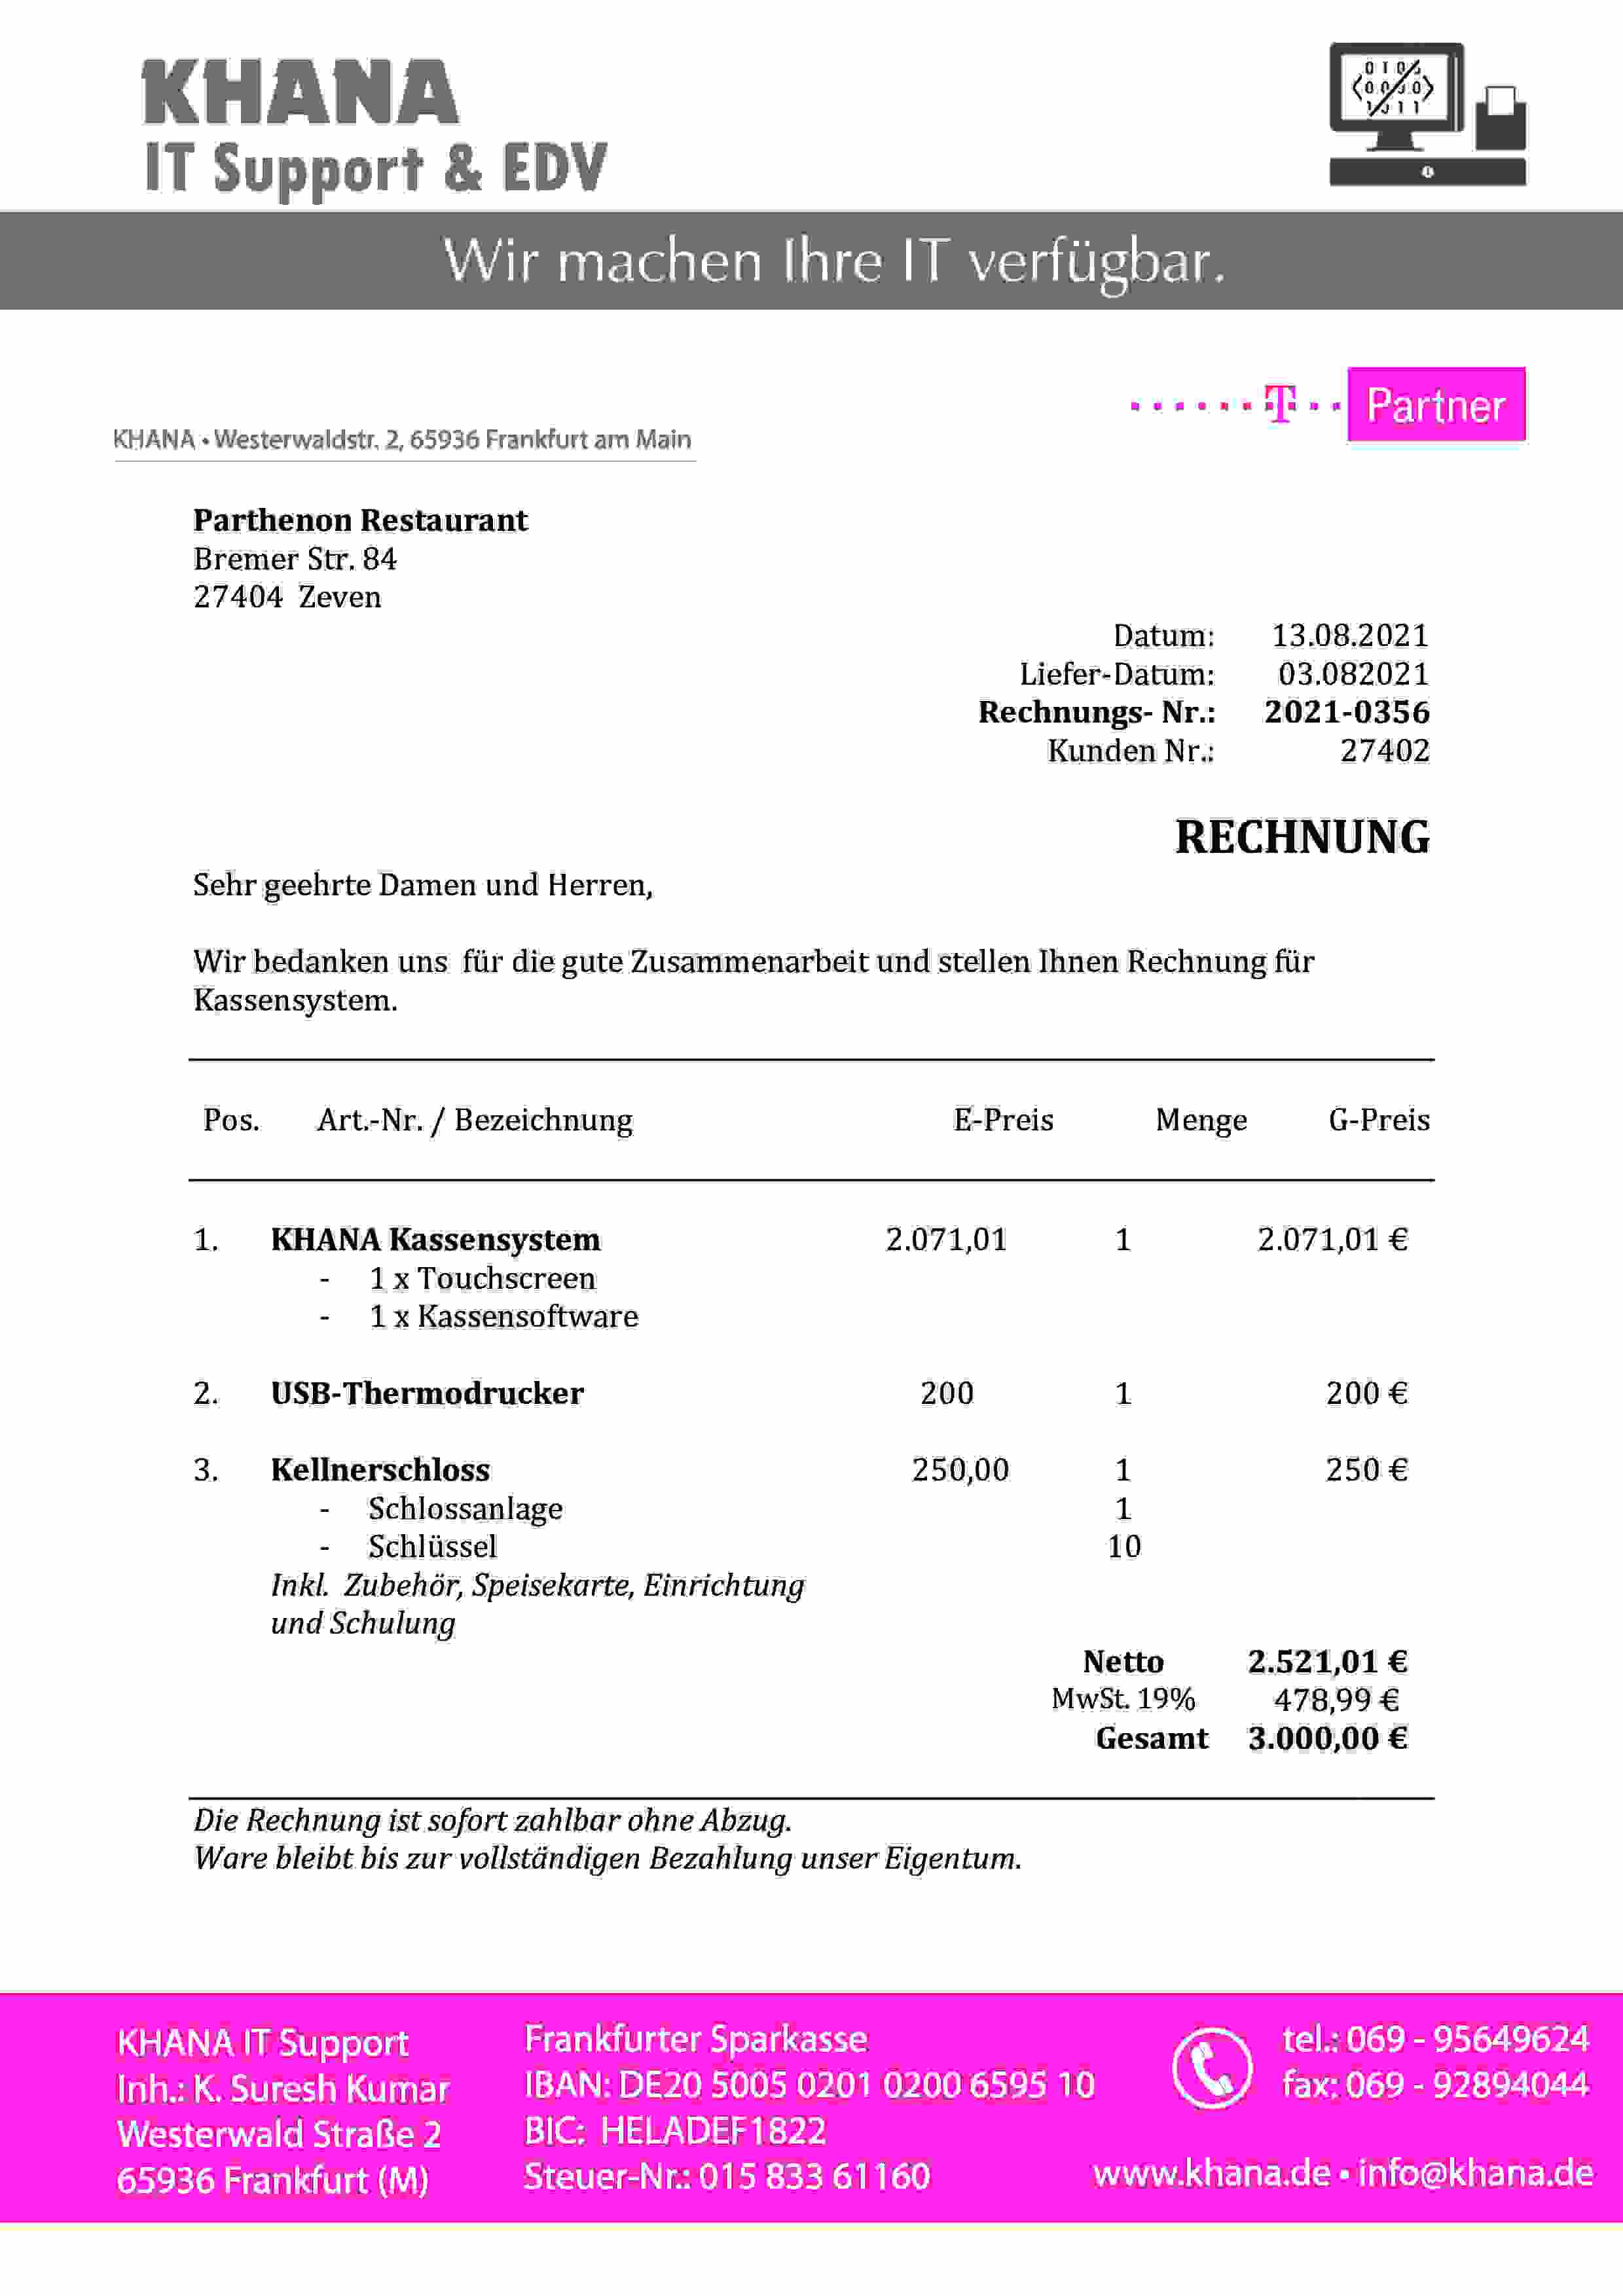 KHANA
IT Support & EDV
0 1 0
0.0 0.0
1 0 1 1
Wir machen Ihre IT verfügbar.
T Partner
KHANA • Westerwaldstr. 2, 65936 Frankfurt am Main
Parthenon Restaurant
Bremer Str. 84
27404 Zeven
Datum: 13.08.2021
Liefer-Datum: 03.082021
Rechnungs- Nr.: 2021-0356
Kunden Nr.: 27402
RECHNUNG
Sehr geehrte Damen und Herren,
Wir bedanken uns für die gute Zusammenarbeit und stellen Ihnen Rechnung für
Kassensystem.
Pos. Art.-Nr. / Bezeichnung E-Preis Menge G-Preis
1. KHANA Kassensystem 2.071,01 1 2.071,01 €
- 1 x Touchscreen
- 1 x Kassensoftware
2. USB-Thermodrucker 200 1 200 €
3. Kellnerschloss 250,00 1 250 €
- Schlossanlage 1
- Schlüssel 10
Inkl. Zubehör, Speisekarte, Einrichtung
und Schulung
Netto 2.521,01 €
MwSt. 19% 478,99 €
Gesamt 3.000,00 €
Die Rechnung ist sofort zahlbar ohne Abzug.
Ware bleibt bis zur vollständigen Bezahlung unser Eigentum.
KHANA IT Support
Inh.: K. Suresh Kumar
Westerwald Straße 2
65936 Frankfurt (M)
Frankfurter Sparkasse
IBAN: DE20 5005 0201 0200 6595 10
BIC: HELADEF1822
Steuer-Nr.: 015 833 61160
tel.: 069 - 95649624
fax: 069 - 92894044
www.khana.de • info@khana.de